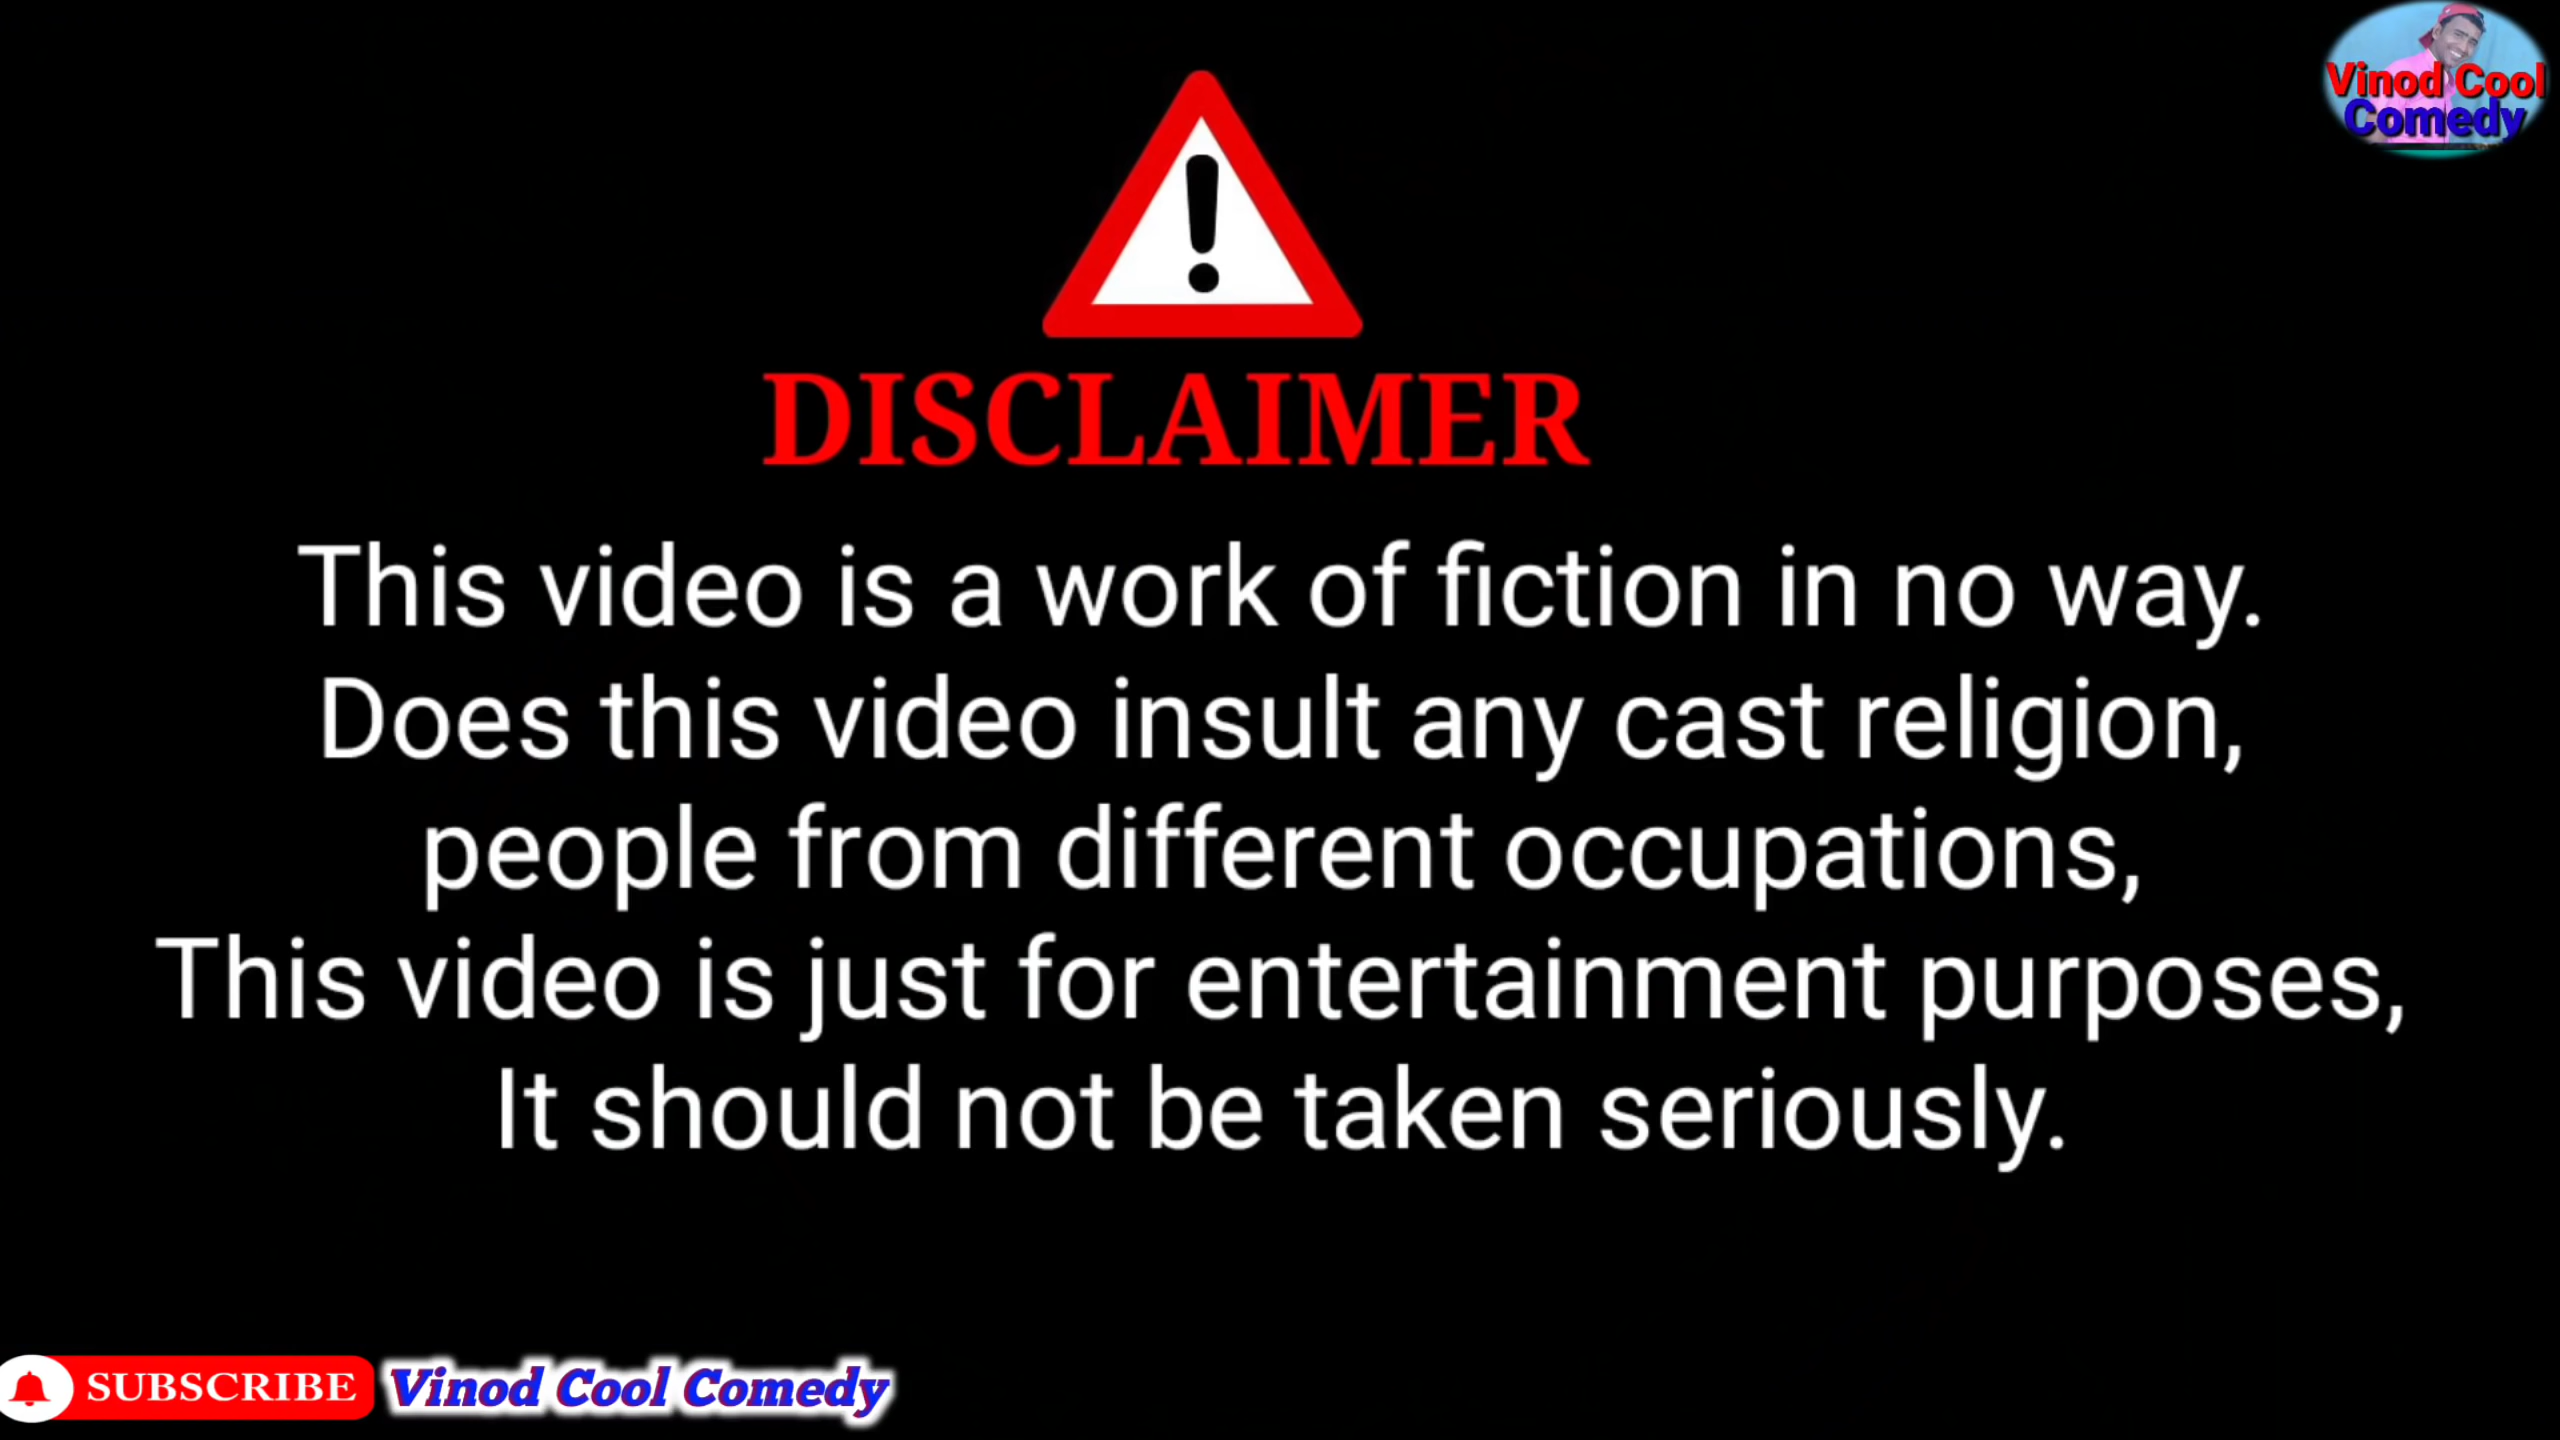 Vinod Cool
Comedy
DISCLAIMER
This video is a work of fiction in no way.
Does this video insult any cast religion,
people from different occupations,
This video is just for entertainment purposes,
It should not be taken seriously.
SUBSCRIBE Vinod Cool Comedy